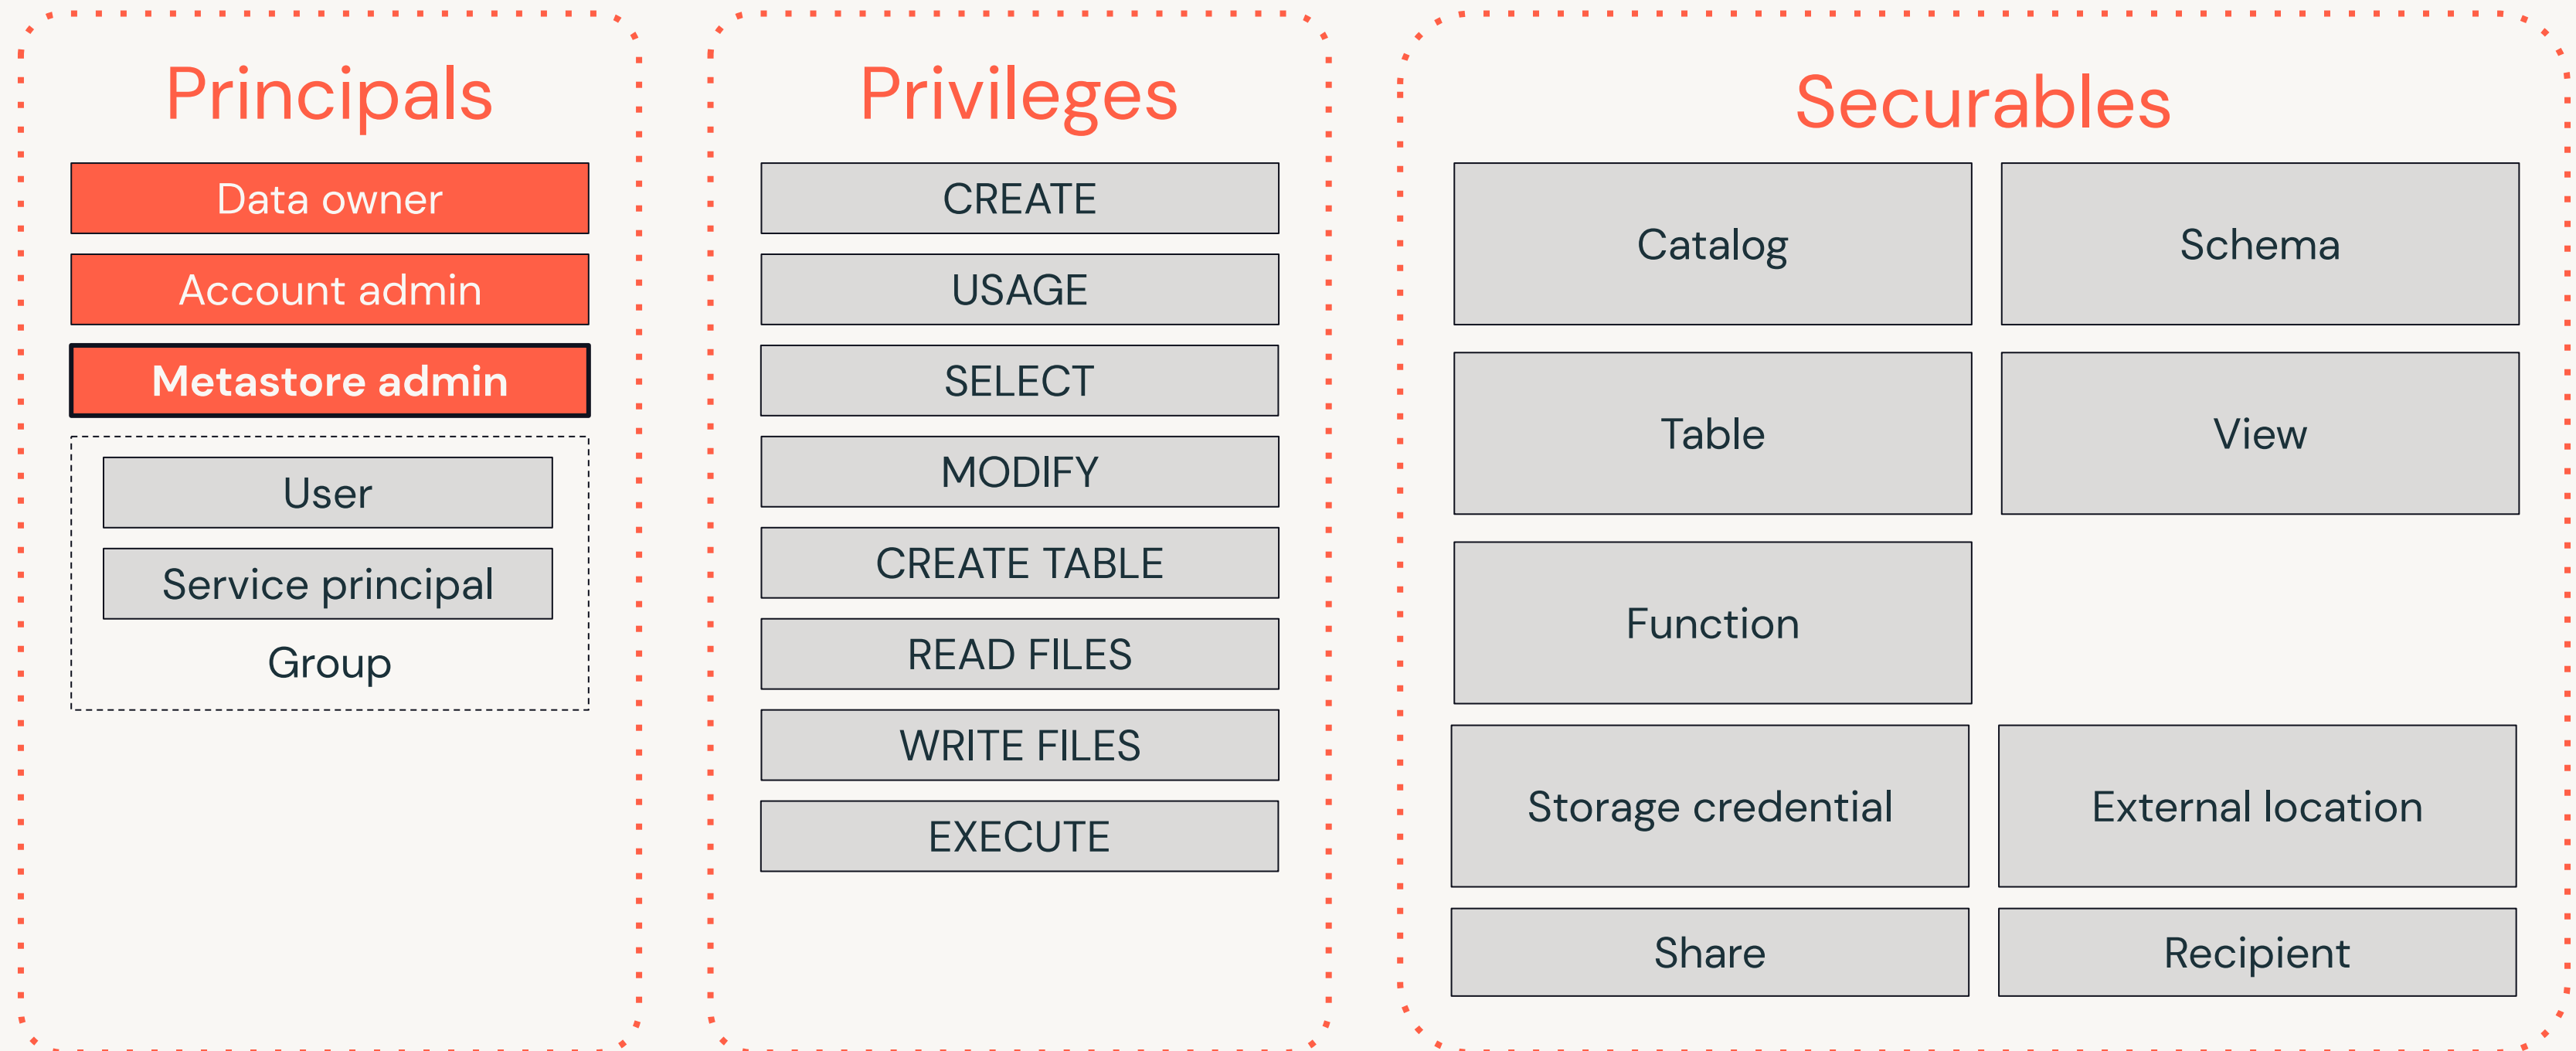 Principals
Data owner
Account admin
Metastore admin
User
Service principal
Group
Privileges
CREATE
USAGE
SELECT
MODIFY
CREATE TABLE
READ FILES
WRITE FILES
EXECUTE
Securables
Catalog
Schema
Table
View
Function
Storage credential
External location
Share
Recipient